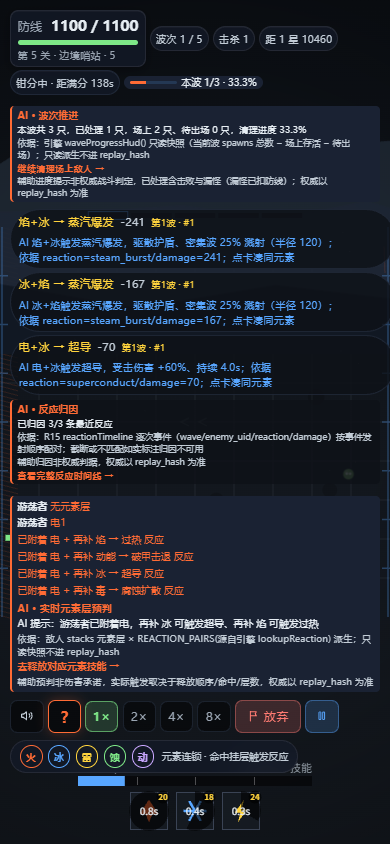 防线 1100 / 1100
第 5 关 · 边境哨站 · 5
波次 1 / 5
击杀 1
距 1 星 10460
钳分中 · 距满分 138s
本波 1/3 · 33.3%
AI · 波次推进
本波共 3 只，已处理 1 只，场上 2 只、待出场 0 只，清理进度 33.3%
依据：引擎 waveProgressHud() 只读快照（当前波 spawns 总数 − 场上存活 − 待出
场）；只读派生不进 replay_hash
继续清理场上敌人 →
辅助进度提示非权威战斗判定，已处理含击败与漏怪（漏怪已扣防线）；权威以
replay_hash 为准
焰+冰 → 蒸汽爆发 -241 第1波 · #1
AI 焰+冰触发蒸汽爆发，驱散护盾、密集波 25% 溅射（半径 120）；
依据 reaction=steam_burst/damage=241；点卡凑同元素
冰+焰 → 蒸汽爆发 -167 第1波 · #1
AI 冰+焰触发蒸汽爆发，驱散护盾、密集波 25% 溅射（半径 120）；
依据 reaction=steam_burst/damage=167；点卡凑同元素
电+冰 → 超导 -70 第1波 · #1
AI 电+冰触发超导，受击伤害 +60%、持续 4.0s；依据
reaction=superconduct/damage=70；点卡凑同元素
AI · 反应归因
已归因 3/3 条最近反应
依据：R15 reactionTimeline 逐次事件（wave/enemy_uid/reaction/damage）按事件发
射顺序配对；截断或不匹配如实标注归因不可用
辅助归因非权威判据，权威以 replay_hash 为准
查看完整反应时间线 →
游荡者 无元素层
游荡者 电1
已附着 电 + 再补 焰 → 过热 反应
已附着 电 + 再补 动能 → 破甲击退 反应
已附着 电 + 再补 冰 → 超导 反应
已附着 电 + 再补 毒 → 腐蚀扩散 反应
AI · 实时元素层预判
AI 提示：游荡者已附着电，再补 冰 可触发超导、再补 焰 可触发过热
依据：敌人 stacks 元素层 × REACTION_PAIRS(源自引擎 lookupReaction) 派生；只
读快照不进 replay_hash
去释放对应元素技能 →
辅助预判非伤害承诺，实际触发取决于释放顺序/命中/层数，权威以 replay_hash 为准
? 1× 2× 4× 8× 放弃
火 冰 雷 蚀 动 元素连锁 · 命中挂层触发反应
技能
20 18 24
0.8s 0.4s